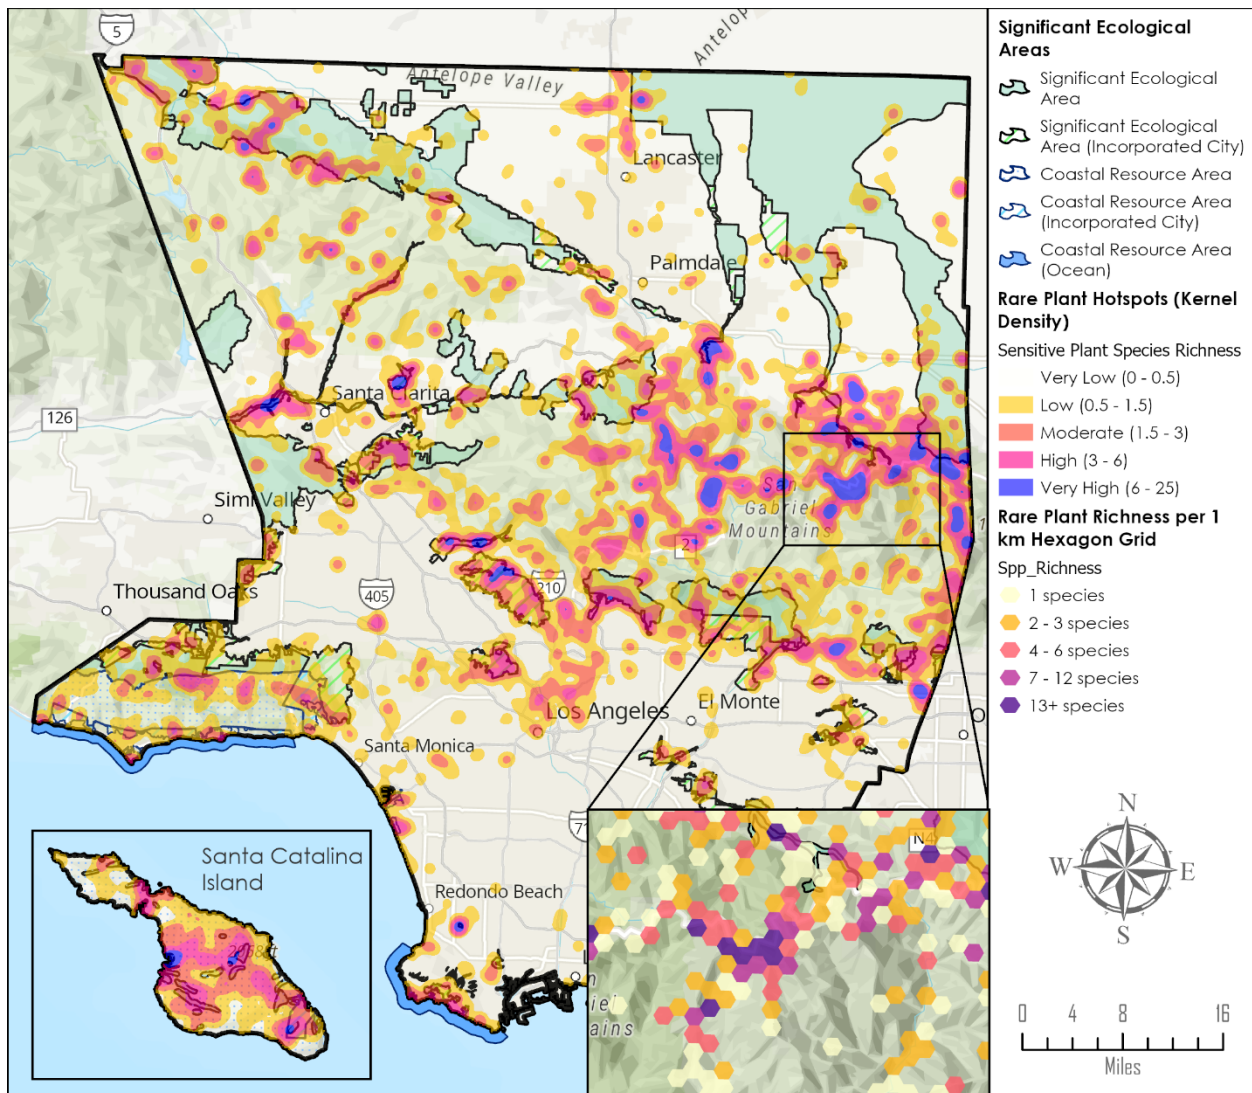 5
Antelope Valley
Antelop
Lancaster
Palmdale
126
Santa Clarita
Simi Valley
San
Gabriel
Mountains
2
Thousand Oaks
405
210
Los Angeles
El Monte
Santa Monica
71
Redondo Beach
Santa Catalina
Island
N4
ains
Significant Ecological
Areas
Significant Ecological
Area
Significant Ecological
Area (Incorporated City)
Coastal Resource Area
Coastal Resource Area
(Incorporated City)
Coastal Resource Area
(Ocean)
Rare Plant Hotspots (Kernel
Density)
Sensitive Plant Species Richness
Very Low (0 - 0.5)
Low (0.5 - 1.5)
Moderate (1.5 - 3)
High (3 - 6)
Very High (6 - 25)
Rare Plant Richness per 1
km Hexagon Grid
Spp_Richness
1 species
2 - 3 species
4 - 6 species
7 - 12 species
13+ species
N
W E
S
0 4 8 16
Miles